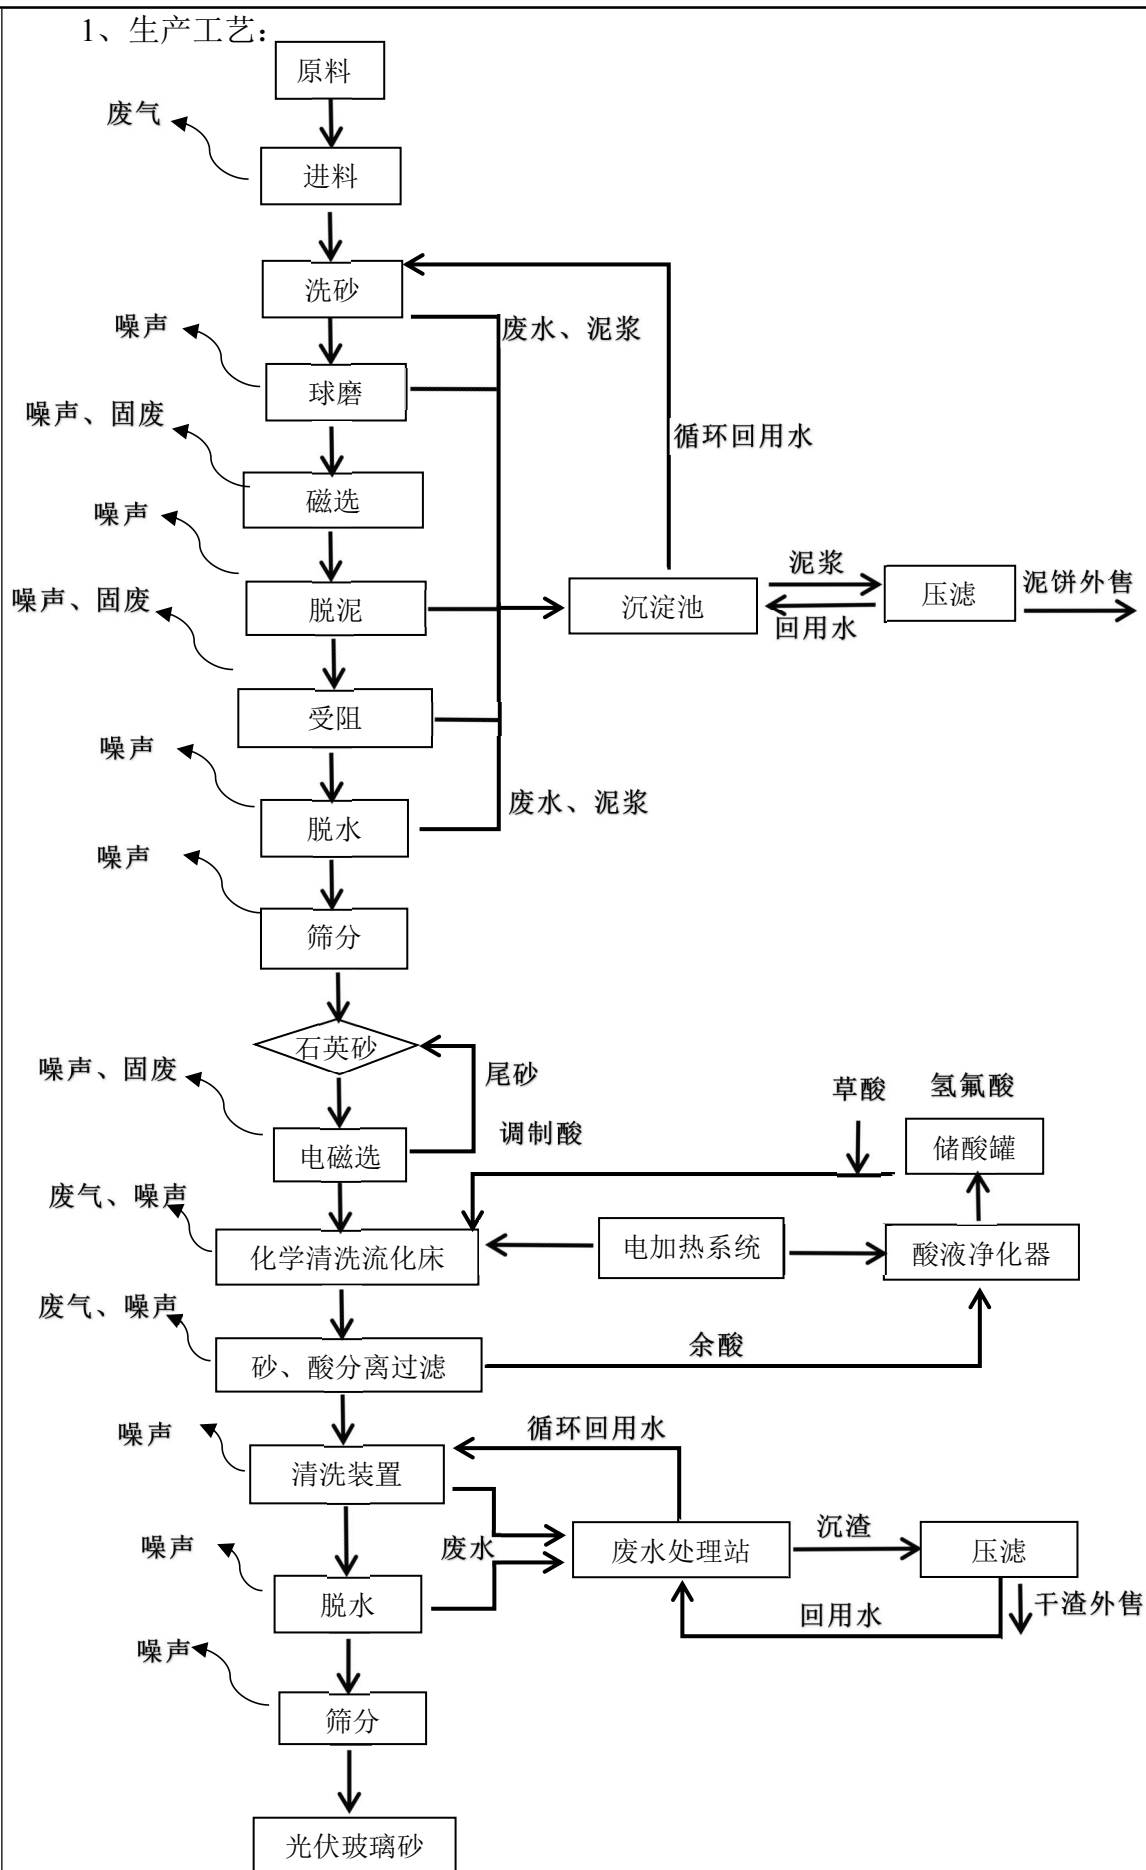 1、生产工艺：
原料
废气
进料
洗砂
噪声
废水、泥浆
球磨
噪声、固废
循环回用水
磁选
噪声
泥浆
噪声、固废
脱泥
沉淀池
压滤
泥饼外售
回用水
受阻
噪声
废水、泥浆
脱水
噪声
筛分
石英砂
噪声、固废
尾砂
草酸
氢氟酸
调制酸
电磁选
储酸罐
废气、噪声
化学清洗流化床
电加热系统
酸液净化器
废气、噪声
余酸
砂、酸分离过滤
噪声
循环回用水
清洗装置
沉渣
噪声
废水
废水处理站
压滤
脱水
回用水
干渣外售
噪声
筛分
光伏玻璃砂